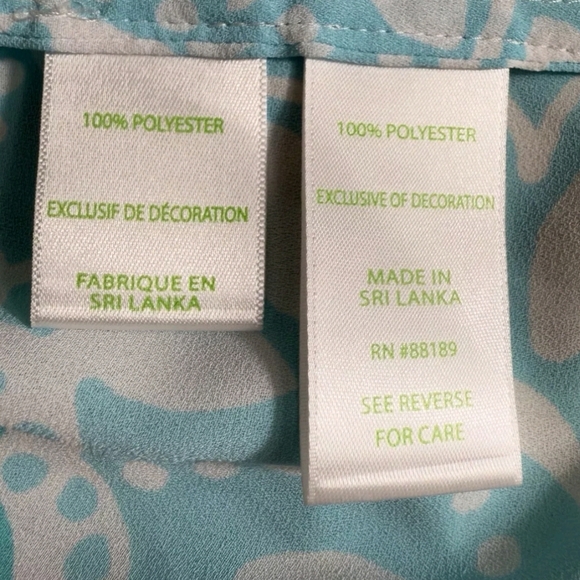 100% POLYESTER
EXCLUSIF DE DÉCORATION
FABRIQUE EN
SRI LANKA
100% POLYESTER
EXCLUSIVE OF DECORATION
MADE IN
SRI LANKA
RN #88189
SEE REVERSE
FOR CARE